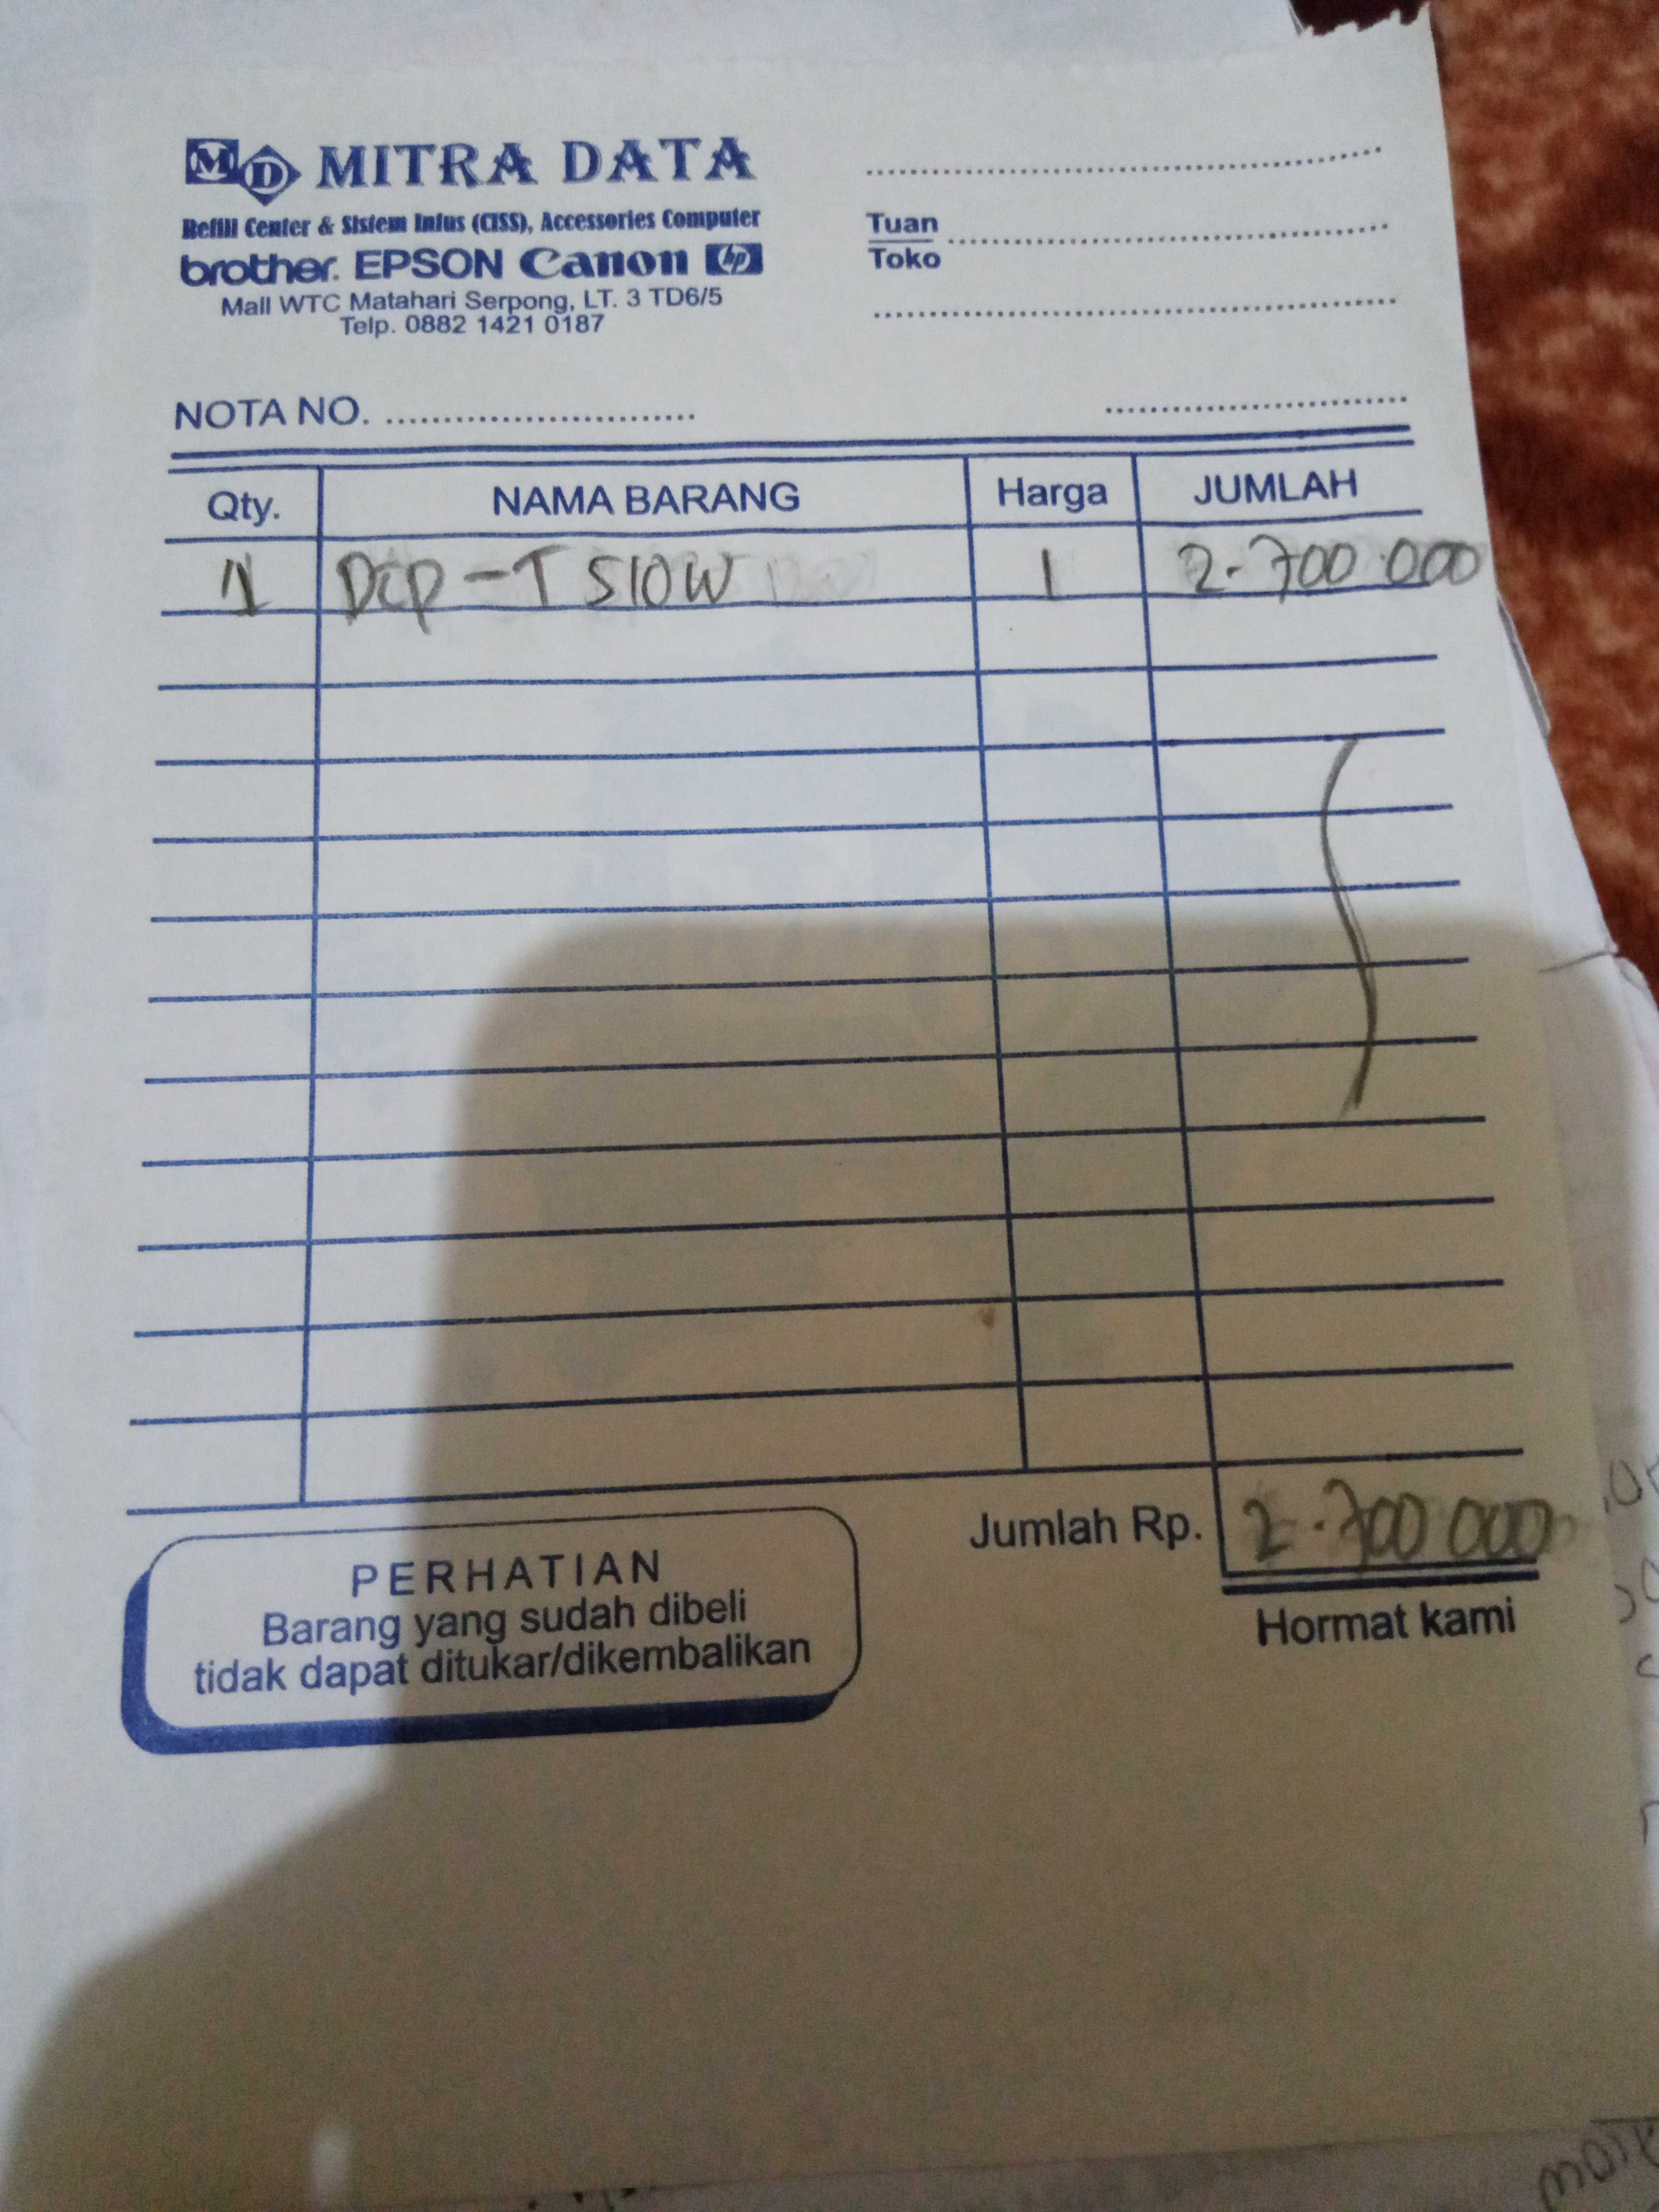 MD MITRA DATA
Refill Center & Sistem Infus (CISS), Accessories Computer
brother. EPSON Canon hp
Mall WTC Matahari Serpong, LT. 3 TD6/5
Telp. 0882 1421 0187
Tuan
Toko
NOTA NO.
Qty. NAMA BARANG Harga JUMLAH
1 DCP-T510W 1 2.700.000
Jumlah Rp. 2.700 000
PERHATIAN
Barang yang sudah dibeli
tidak dapat ditukar/dikembalikan
Hormat kami